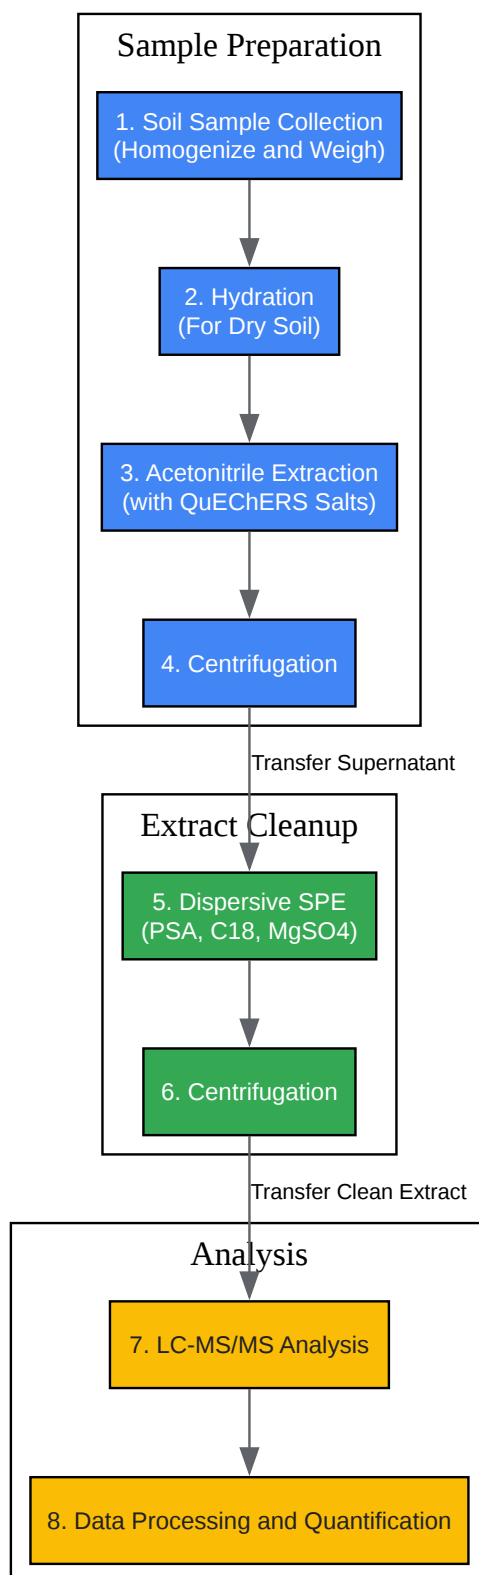 Sample Preparation
1. Soil Sample Collection
(Homogenize and Weigh)
2. Hydration
(For Dry Soil)
3. Acetonitrile Extraction
(with QuEChERS Salts)
4. Centrifugation
Transfer Supernatant
Extract Cleanup
5. Dispersive SPE
(PSA, C18, MgSO4)
6. Centrifugation
Transfer Clean Extract
Analysis
7. LC-MS/MS Analysis
8. Data Processing and Quantification